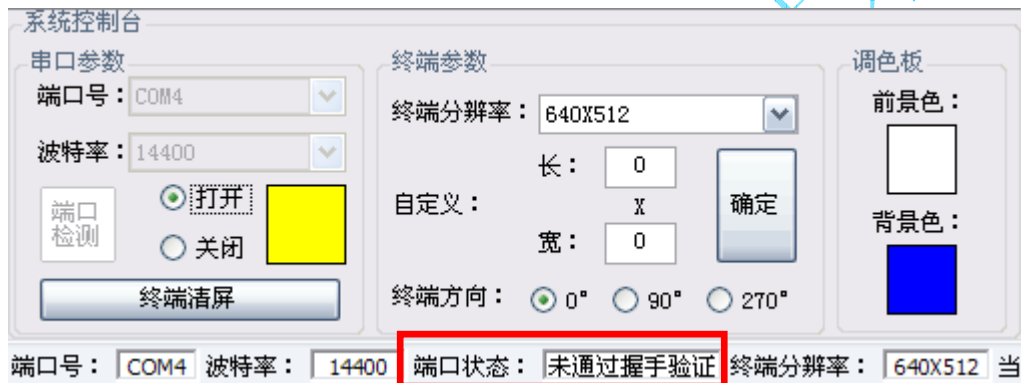 系统控制台
串口参数
端口号：COM4
波特率：14400
端口检测
打开
关闭
终端清屏
终端参数
终端分辨率：640X512
自定义：
长：0
X
宽：0
确定
终端方向：0° 90° 270°
调色板
前景色：
背景色：
端口号：COM4 波特率：14400 端口状态：未通过握手验证 终端分辨率：640X512 当